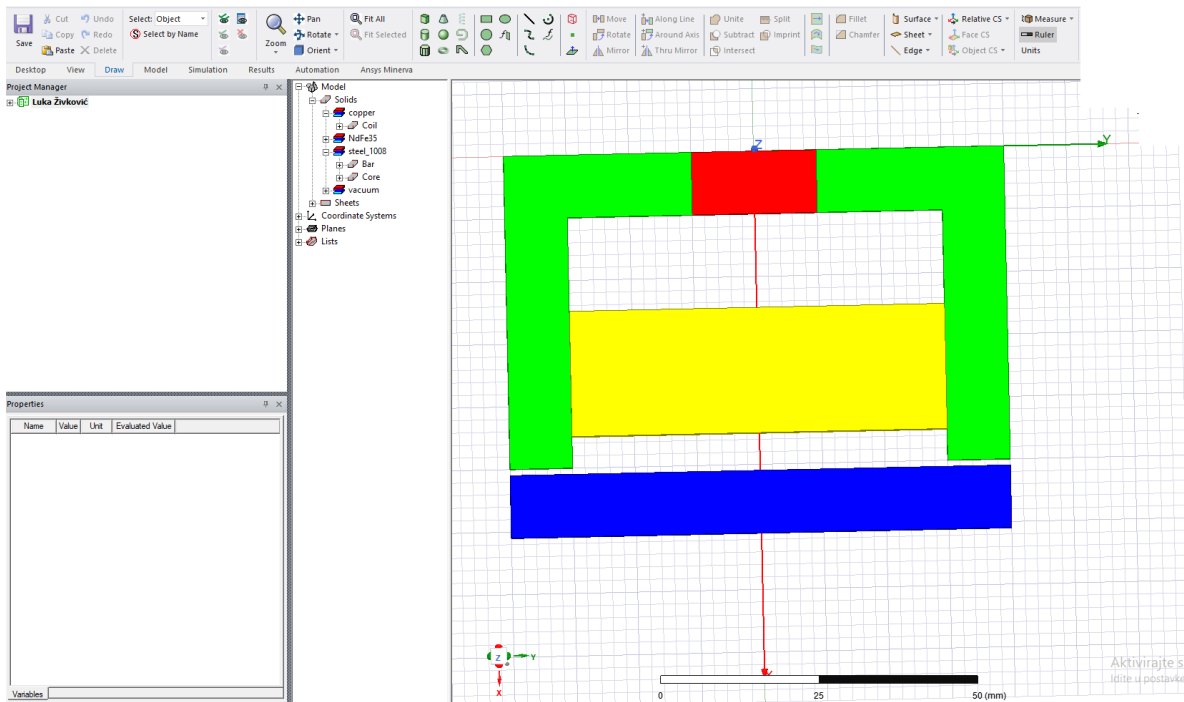 Save
Cut
Copy
Paste
Undo
Redo
Delete
Select: Object
Select by Name
Zoom
Pan
Rotate
Orient
Fit All
Fit Selected
Move
Rotate
Mirror
Along Line
Around Axis
Thru Mirror
Unite
Subtract
Intersect
Split
Imprint
Fillet
Chamfer
Surface
Sheet
Edge
Relative CS
Face CS
Object CS
Measure
Ruler
Units
Desktop View Draw Model Simulation Results Automation Ansys Minerva
Project Manager
Luka Živković
Properties
Name Value Unit Evaluated Value
Variables
Model
Solids
copper
Coil
NdFe35
steel_1008
Bar
Core
vacuum
Sheets
Coordinate Systems
Planes
Lists
Z
Y
Z
Y
X
0 25 50 (mm)
Aktivirajte s
Idite u postavke